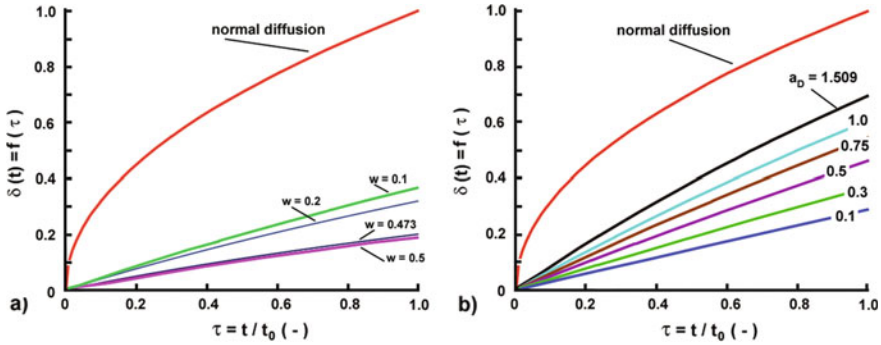 1.0
0.8
0.6
0.4
0.2
0
δ (t) = f ( τ )
normal diffusion
w = 0.1
w = 0.2
w = 0.473
w = 0.5
0
0.2
0.4
0.6
0.8
1.0
τ = t / t0 ( - )
a)
1.0
0.8
0.6
0.4
0.2
0
δ (t) = f ( τ )
normal diffusion
aD = 1.509
1.0
0.75
0.5
0.3
0.1
0
0.2
0.4
0.6
0.8
1.0
τ = t / t0 ( - )
b)